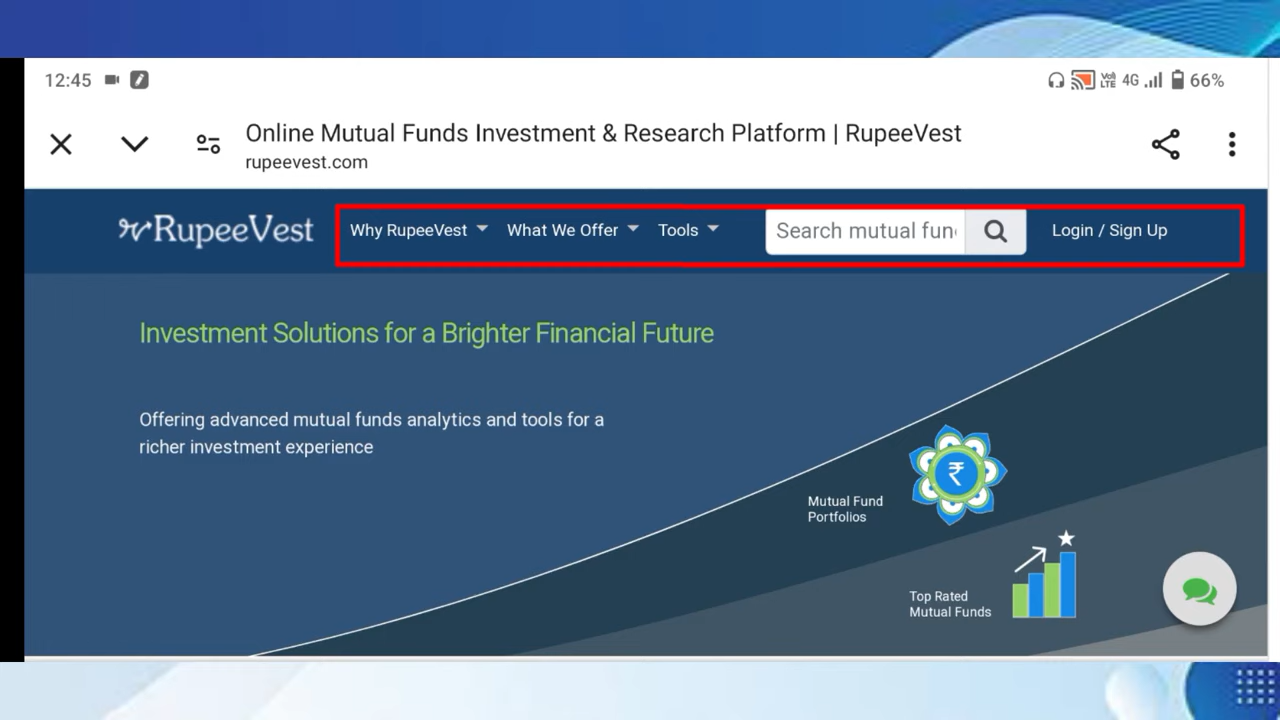 12:45
Vo) LTE 4G 66%
Online Mutual Funds Investment & Research Platform | RupeeVest
rupeevest.com
RupeeVest
Why RupeeVest What We Offer Tools Search mutual fun Login / Sign Up
Investment Solutions for a Brighter Financial Future
Offering advanced mutual funds analytics and tools for a
richer investment experience
₹
Mutual Fund
Portfolios
Top Rated
Mutual Funds